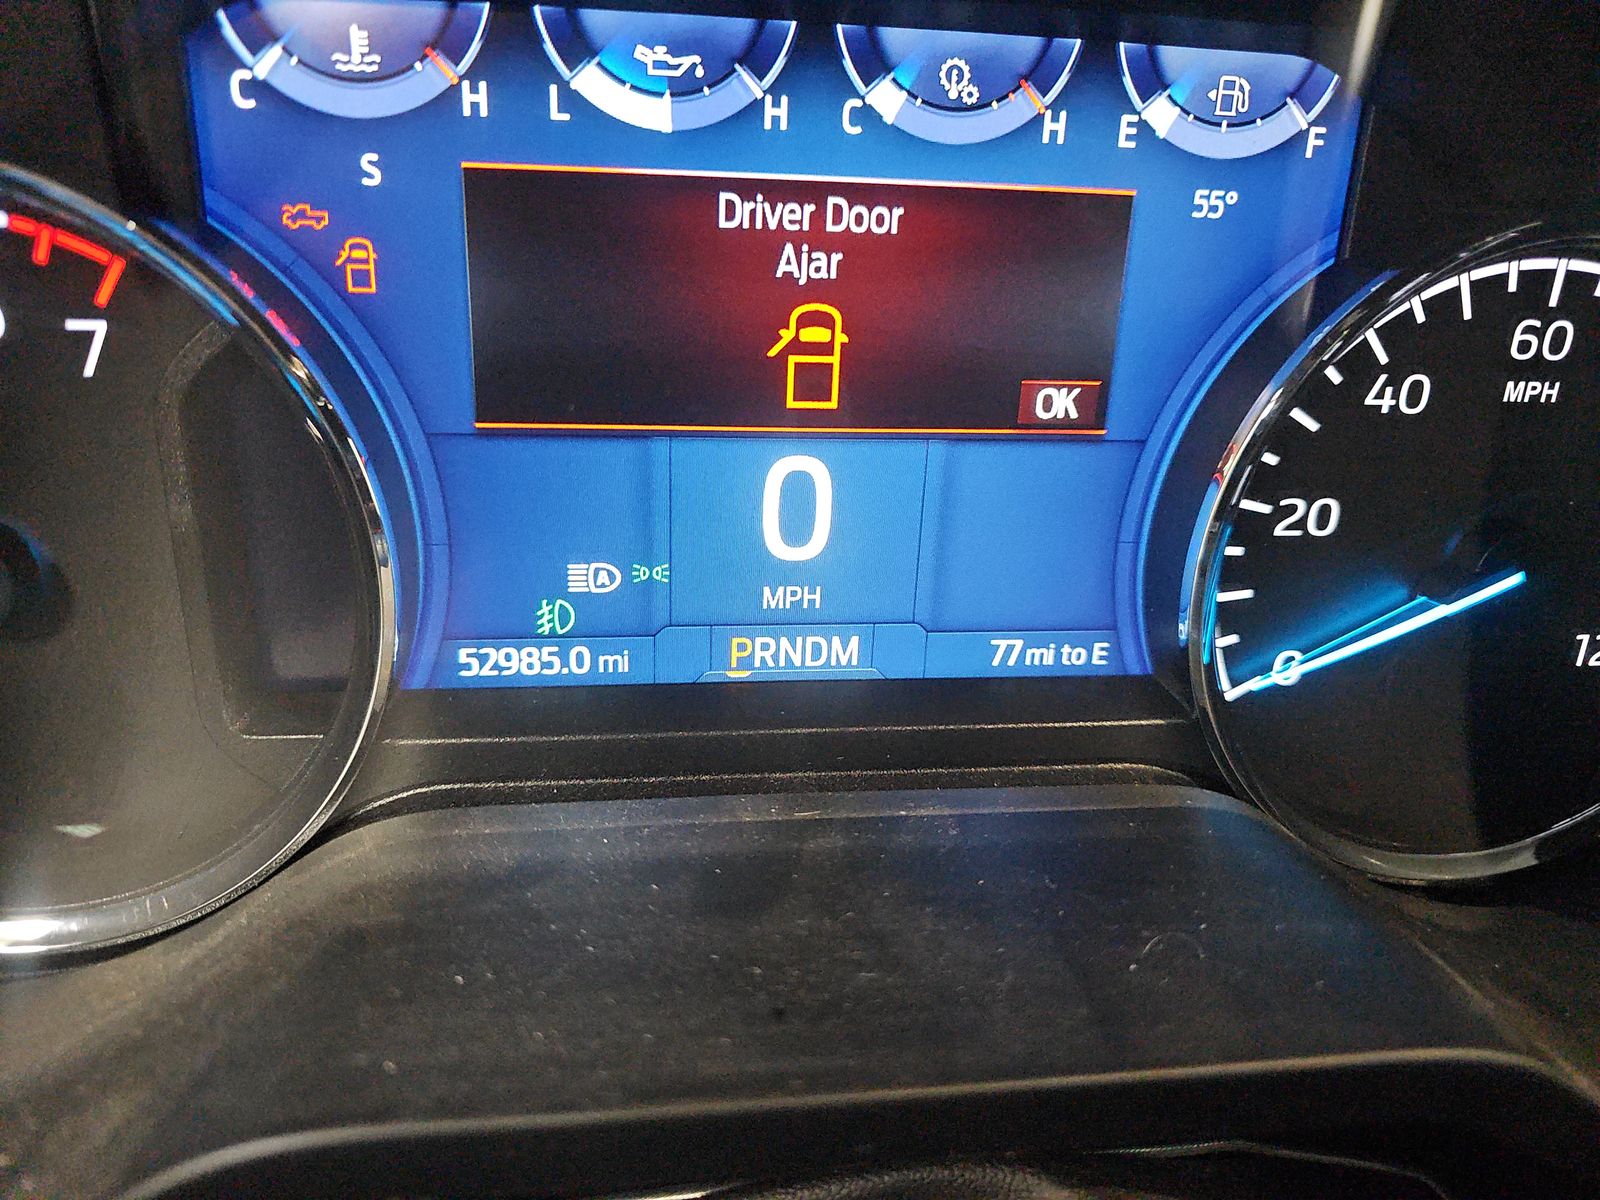 C H
L H
C H
E F
S
55°
Driver Door
Ajar
OK
7
60
MPH
40
20
0
0
MPH
A
52985.0 mi
PRNDM
77 mi to E